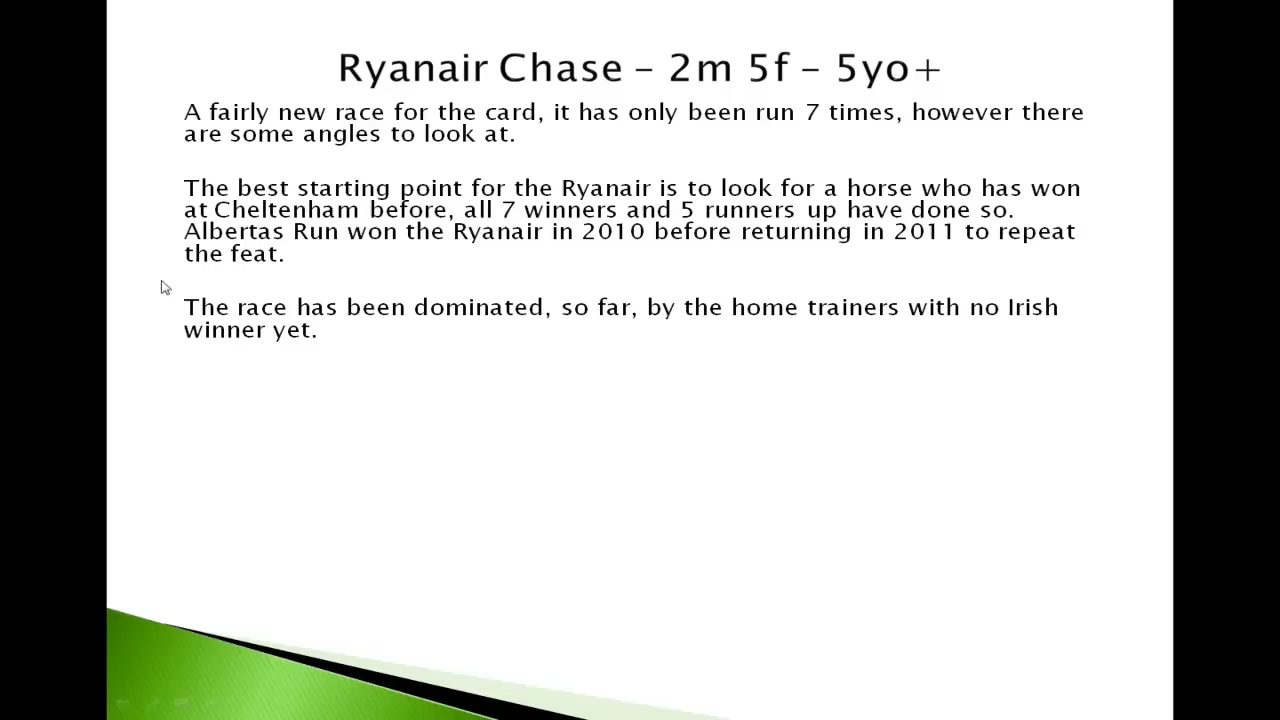 Ryanair Chase – 2m 5f – 5yo+
A fairly new race for the card, it has only been run 7 times, however there
are some angles to look at.
The best starting point for the Ryanair is to look for a horse who has won
at Cheltenham before, all 7 winners and 5 runners up have done so.
Albertas Run won the Ryanair in 2010 before returning in 2011 to repeat
the feat.
The race has been dominated, so far, by the home trainers with no Irish
winner yet.